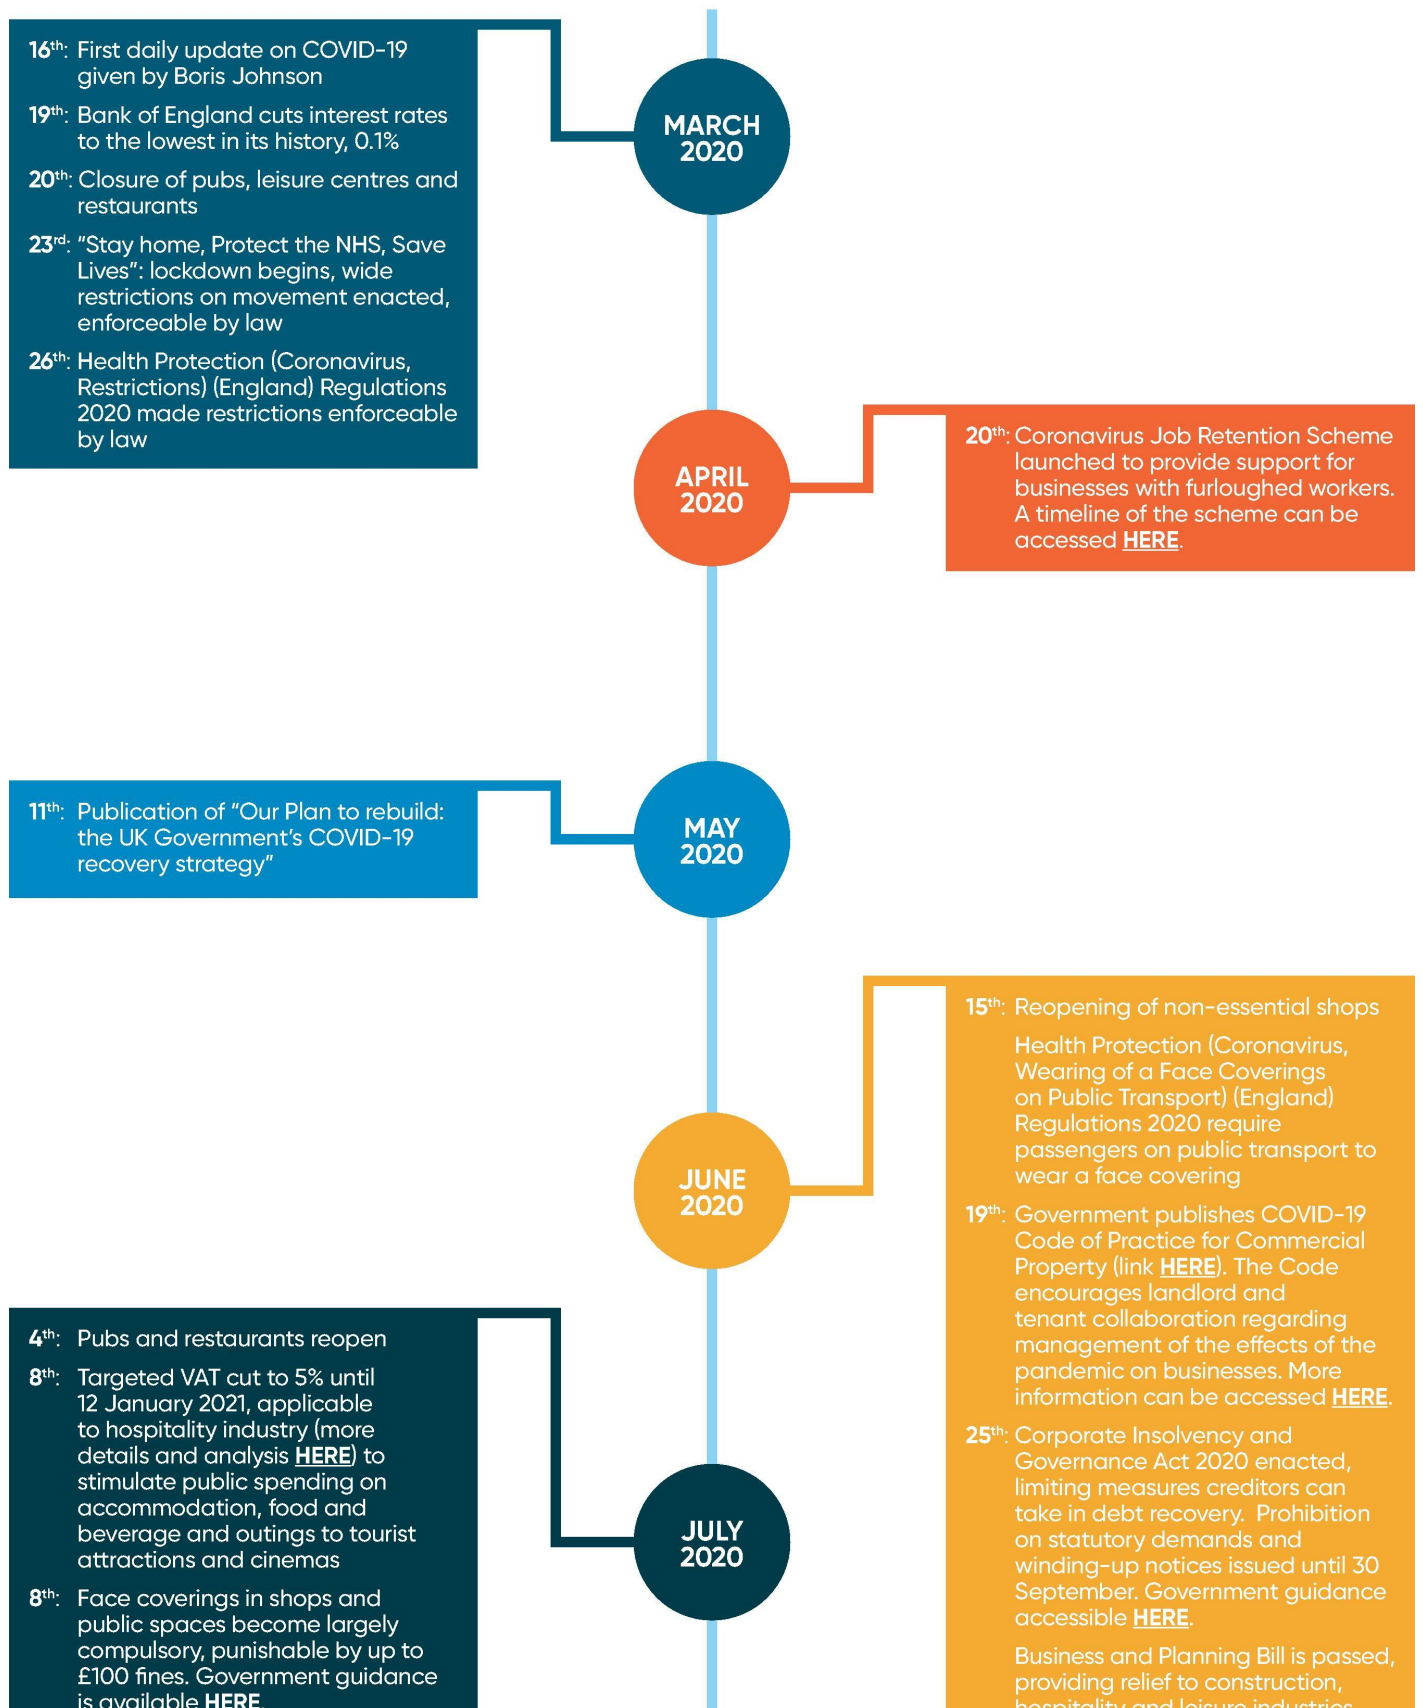 16th: First daily update on COVID-19
given by Boris Johnson
19th: Bank of England cuts interest rates
to the lowest in its history, 0.1%
20th: Closure of pubs, leisure centres and
restaurants
23rd: “Stay home, Protect the NHS, Save
Lives”: lockdown begins, wide
restrictions on movement enacted,
enforceable by law
26th: Health Protection (Coronavirus,
Restrictions) (England) Regulations
2020 made restrictions enforceable
by law
MARCH
2020
APRIL
2020
20th: Coronavirus Job Retention Scheme
launched to provide support for
businesses with furloughed workers.
A timeline of the scheme can be
accessed HERE.
11th: Publication of “Our Plan to rebuild:
the UK Government’s COVID-19
recovery strategy”
MAY
2020
JUNE
2020
15th: Reopening of non-essential shops
Health Protection (Coronavirus,
Wearing of a Face Coverings
on Public Transport) (England)
Regulations 2020 require
passengers on public transport to
wear a face covering
19th: Government publishes COVID-19
Code of Practice for Commercial
Property (link HERE). The Code
encourages landlord and
tenant collaboration regarding
management of the effects of the
pandemic on businesses. More
information can be accessed HERE.
25th: Corporate Insolvency and
Governance Act 2020 enacted,
limiting measures creditors can
take in debt recovery. Prohibition
on statutory demands and
winding-up notices issued until 30
September. Government guidance
accessible HERE.
Business and Planning Bill is passed,
providing relief to construction,
hospitality and leisure industries
4th: Pubs and restaurants reopen
8th: Targeted VAT cut to 5% until
12 January 2021, applicable
to hospitality industry (more
details and analysis HERE) to
stimulate public spending on
accommodation, food and
beverage and outings to tourist
attractions and cinemas
8th: Face coverings in shops and
public spaces become largely
compulsory, punishable by up to
£100 fines. Government guidance
is available HERE.
JULY
2020